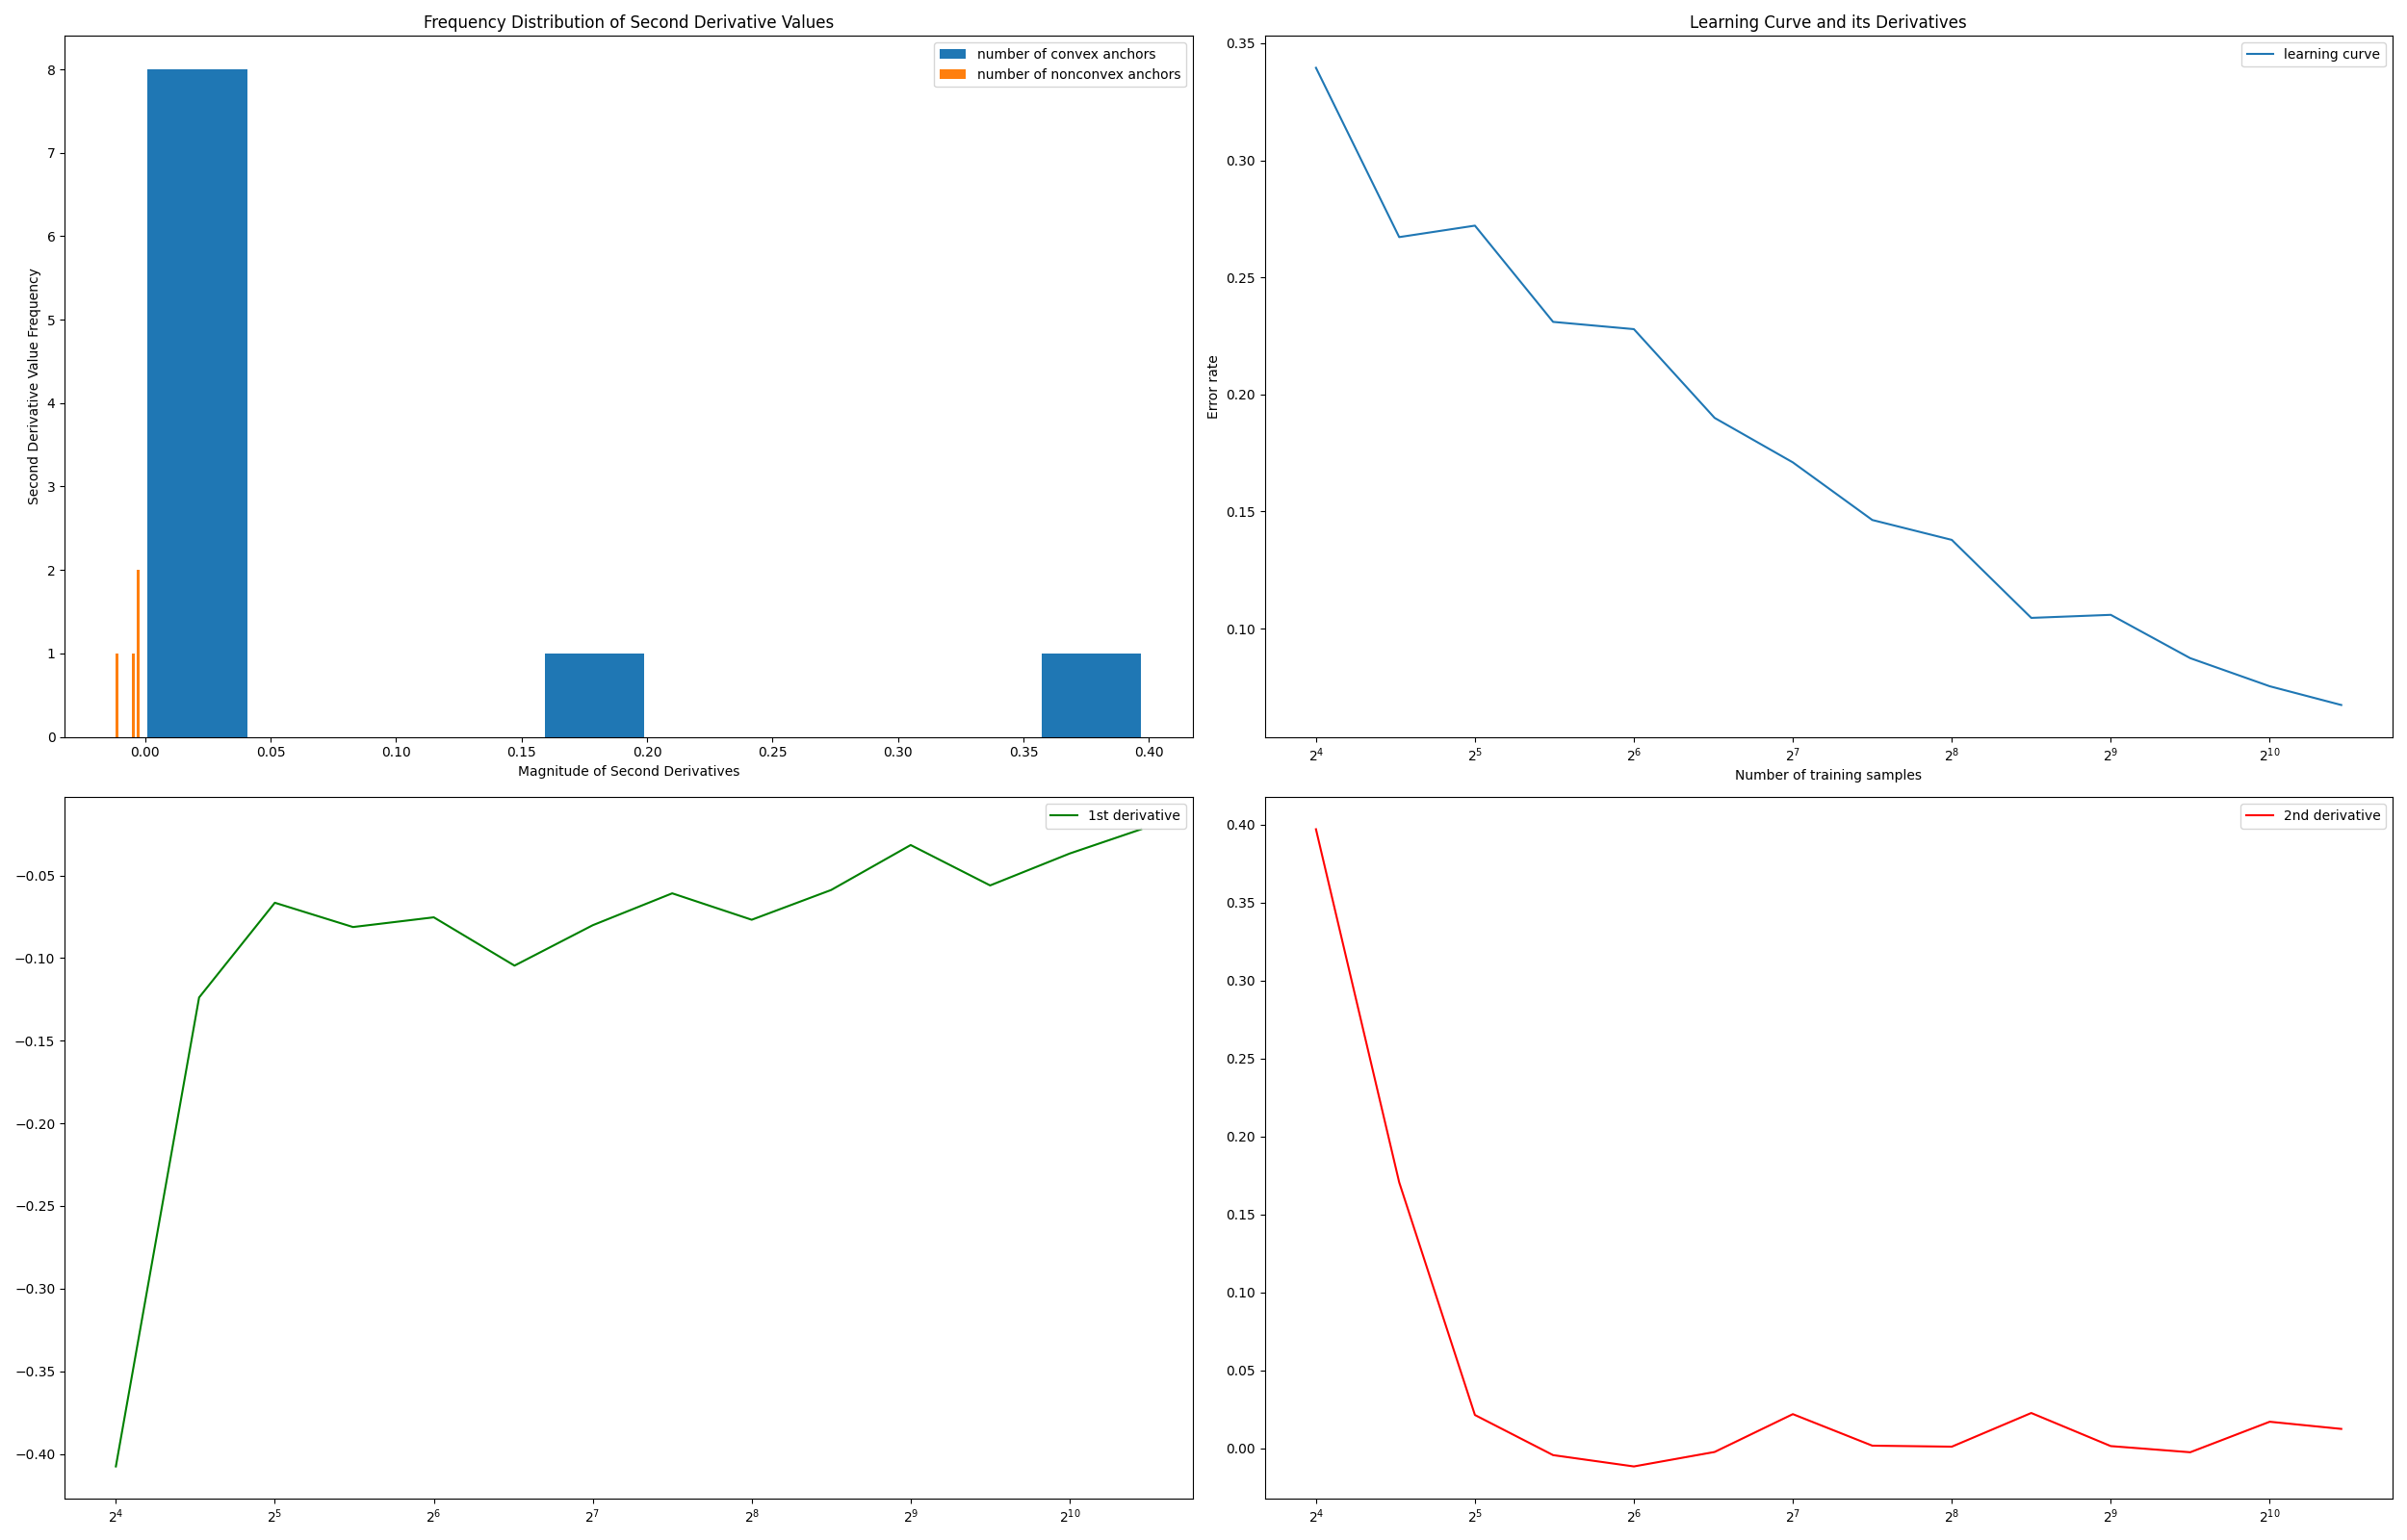 Frequency Distribution of Second Derivative Values
number of convex anchors
number of nonconvex anchors
Second Derivative Value Frequency
8
7
6
5
4
3
2
1
0
0.00 0.05 0.10 0.15 0.20 0.25 0.30 0.35 0.40
Magnitude of Second Derivatives
Learning Curve and its Derivatives
learning curve
Error rate
0.35
0.30
0.25
0.20
0.15
0.10
2⁴ 2⁵ 2⁶ 2⁷ 2⁸ 2⁹ 2¹⁰
Number of training samples
1st derivative
−0.05
−0.10
−0.15
−0.20
−0.25
−0.30
−0.35
−0.40
2⁴ 2⁵ 2⁶ 2⁷ 2⁸ 2⁹ 2¹⁰
2nd derivative
0.40
0.35
0.30
0.25
0.20
0.15
0.10
0.05
0.00
2⁴ 2⁵ 2⁶ 2⁷ 2⁸ 2⁹ 2¹⁰